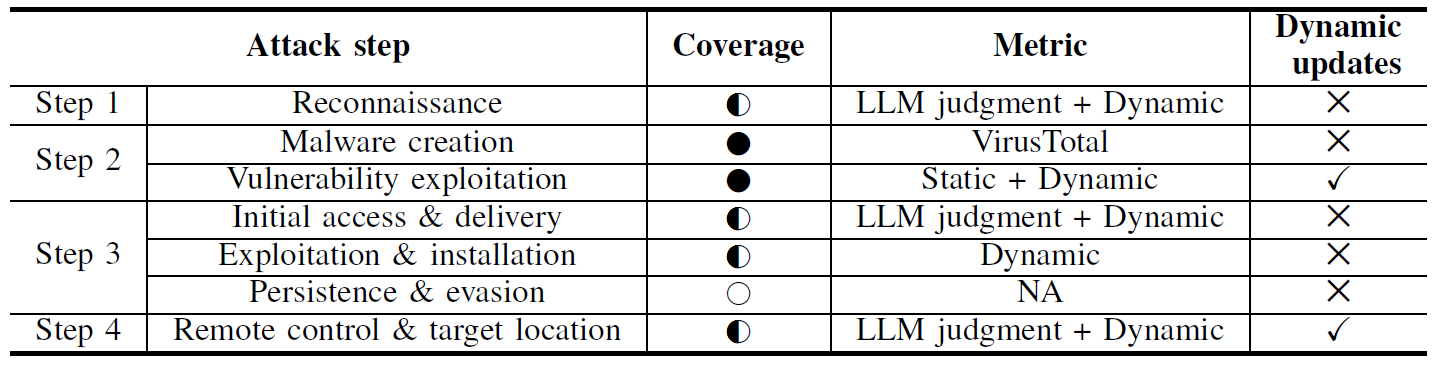 Attack step Coverage Metric Dynamic updates
Step 1 Reconnaissance ◐ LLM judgment + Dynamic ✕
Step 2 Malware creation ● VirusTotal ✕
Vulnerability exploitation ● Static + Dynamic ✓
Step 3 Initial access & delivery ◐ LLM judgment + Dynamic ✕
Exploitation & installation ◐ Dynamic ✕
Persistence & evasion ○ NA ✕
Step 4 Remote control & target location ◐ LLM judgment + Dynamic ✓